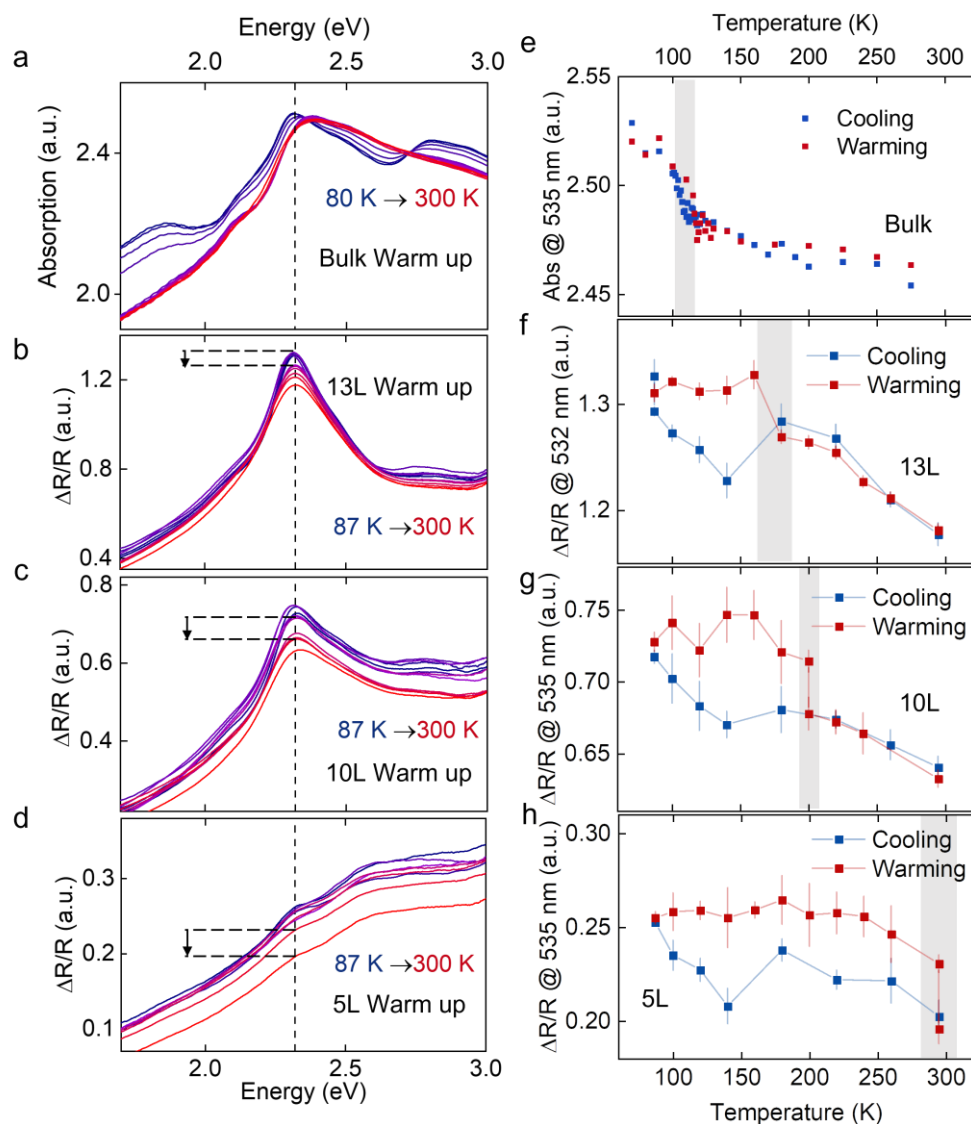 Energy (eV)
2.0 2.5 3.0
a
Absorption (a.u.)
2.4
2.0
80 K → 300 K
Bulk Warm up
b
ΔR/R (a.u.)
1.2
0.8
0.4
13L Warm up
87 K →300 K
c
ΔR/R (a.u.)
0.8
0.6
0.4
87 K →300 K
10L Warm up
d
ΔR/R (a.u.)
0.3
0.2
0.1
87 K →300 K
5L Warm up
2.0 2.5 3.0
Energy (eV)
Temperature (K)
100 150 200 250 300
e
Abs @ 535 nm (a.u.)
2.55
2.50
2.45
Cooling
Warming
Bulk
f
ΔR/R @ 532 nm (a.u.)
1.3
1.2
Cooling
Warming
13L
g
ΔR/R @ 535 nm (a.u.)
0.75
0.70
0.65
Cooling
Warming
10L
h
ΔR/R @ 535 nm (a.u.)
0.30
0.25
0.20
Cooling
Warming
5L
100 150 200 250 300
Temperature (K)